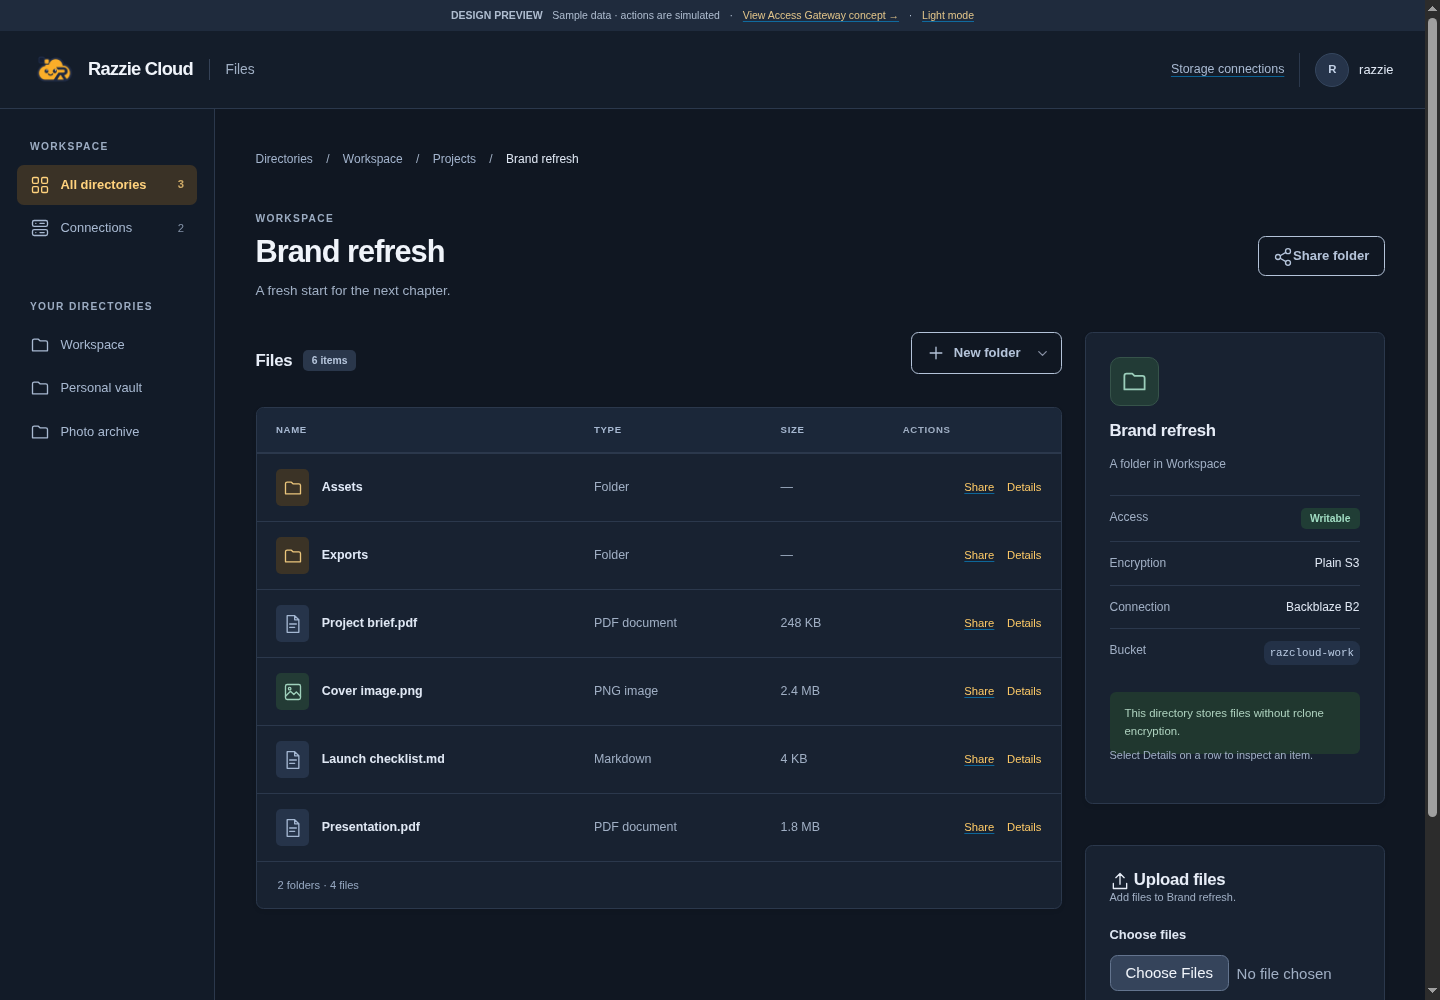 DESIGN PREVIEW Sample data · actions are simulated · View Access Gateway concept → · Light mode
Razzie Cloud Files Storage connections R razzie
WORKSPACE
All directories 3
Connections 2
YOUR DIRECTORIES
Workspace
Personal vault
Photo archive
Directories / Workspace / Projects / Brand refresh
WORKSPACE
Brand refresh
A fresh start for the next chapter.
Share folder
Files 6 items
New folder
NAME TYPE SIZE ACTIONS
Assets Folder — Share Details
Exports Folder — Share Details
Project brief.pdf PDF document 248 KB Share Details
Cover image.png PNG image 2.4 MB Share Details
Launch checklist.md Markdown 4 KB Share Details
Presentation.pdf PDF document 1.8 MB Share Details
2 folders · 4 files
Brand refresh
A folder in Workspace
Access Writable
Encryption Plain S3
Connection Backblaze B2
Bucket razcloud-work
This directory stores files without rclone
encryption.
Select Details on a row to inspect an item.
Upload files
Add files to Brand refresh.
Choose files
Choose Files No file chosen